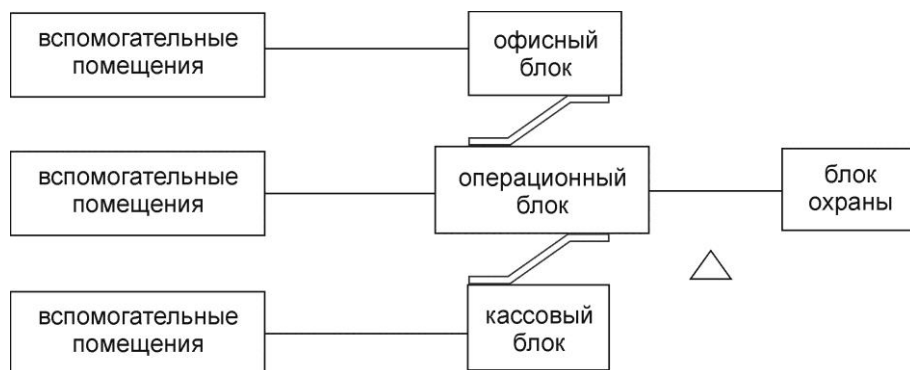 вспомогательные
помещения
офисный
блок
вспомогательные
помещения
операционный
блок
блок
охраны
вспомогательные
помещения
кассовый
блок